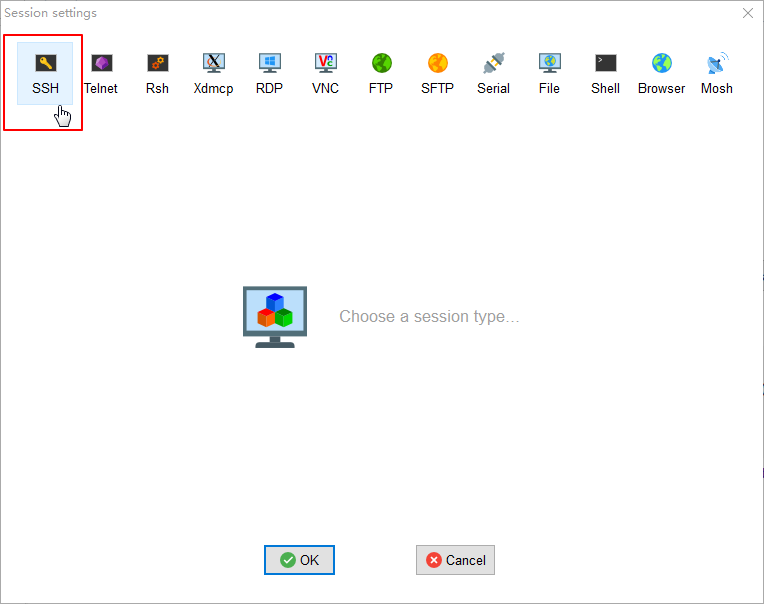 Session settings
SSH Telnet Rsh Xdmcp RDP VNC FTP SFTP Serial File Shell Browser Mosh
Choose a session type...
OK Cancel